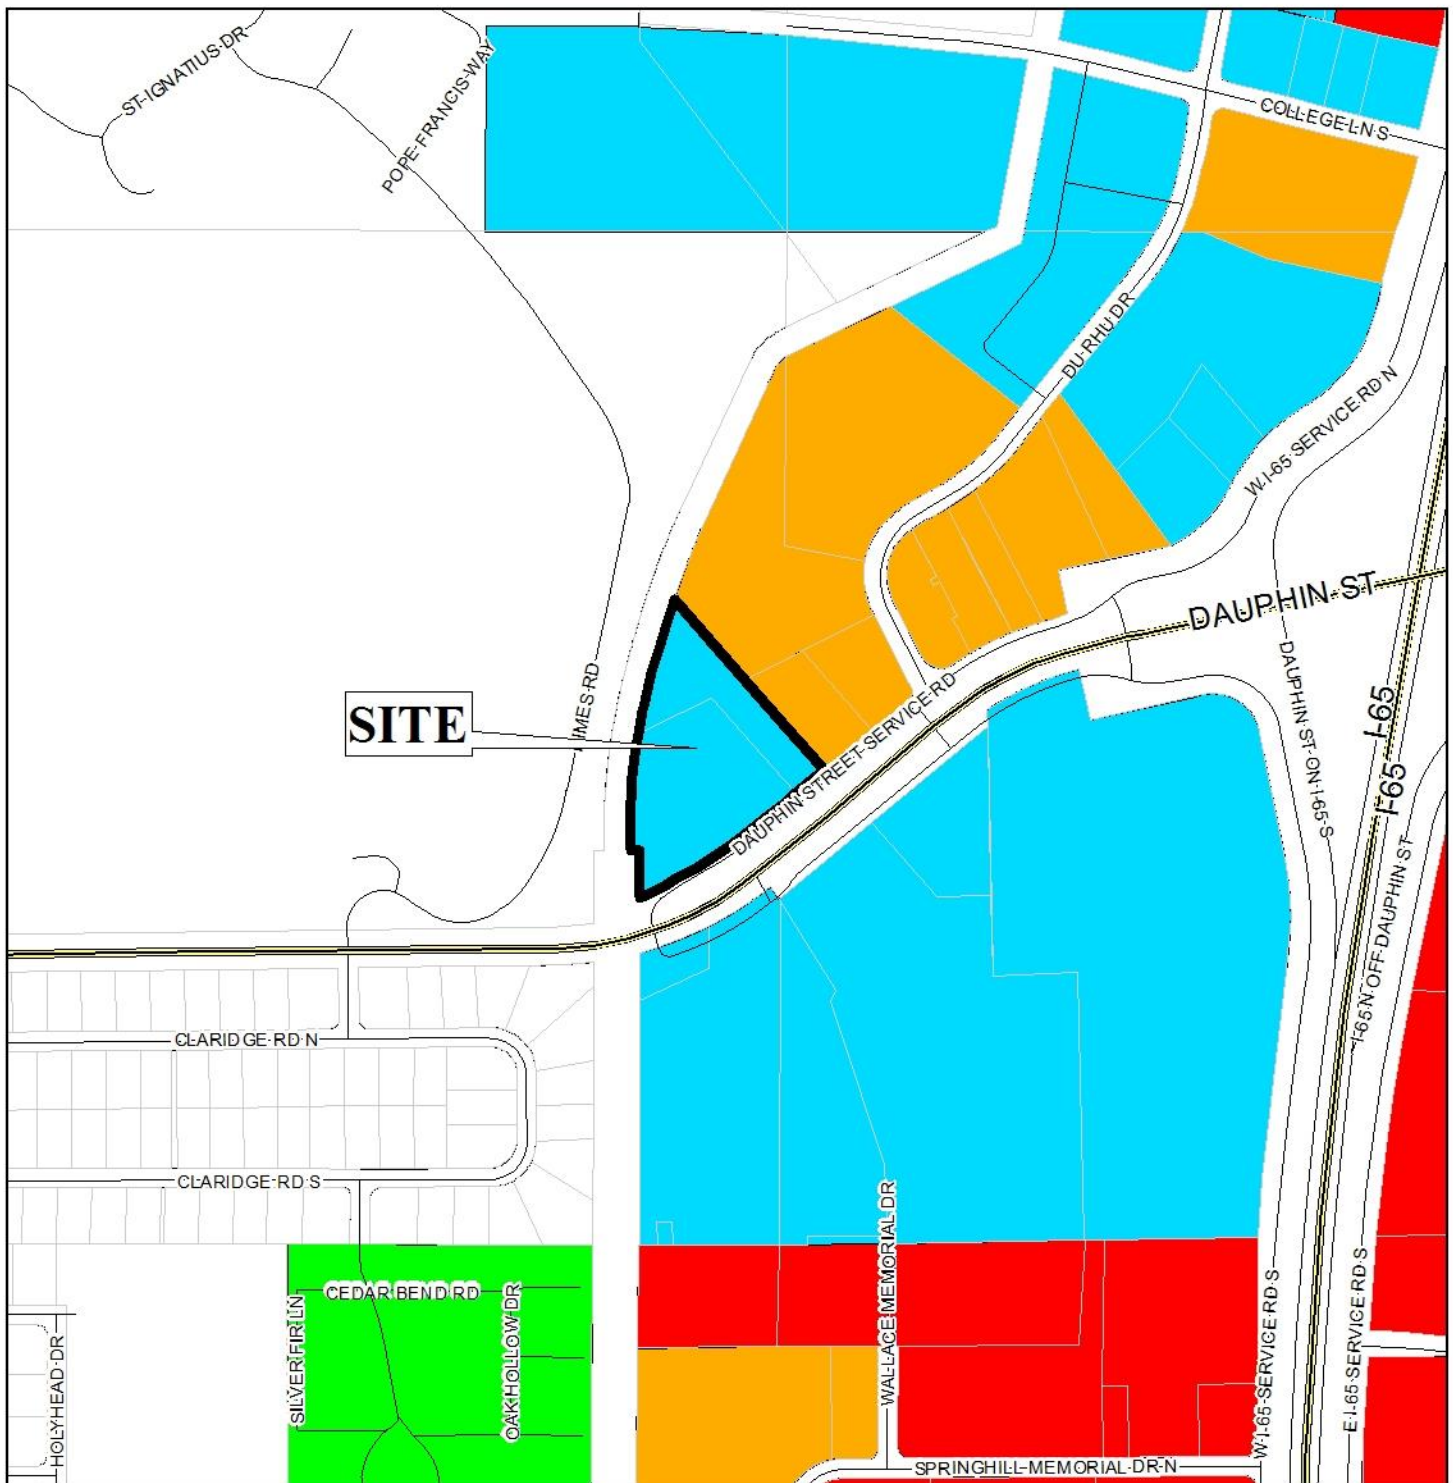 ST IGNATIUS DR
POPE FRANCIS WAY
COLLEGE LN S
DU RHU DR
W I-65 SERVICE RD N
DAUPHIN ST
SITE
DAUPHIN STREET SERVICE RD
DAUPHIN ST ON I-65 S
I-65
I-65
I-65 N OFF DAUPHIN ST
CLARIDGE RD N
CLARIDGE RD S
CEDAR BEND RD
SILVER FIR LN
OAK HOLLOW DR
HOLYHEAD DR
WALLACE MEMORIAL DR
W I-65 SERVICE RD S
E I-65 SERVICE RD S
SPRINGHILL MEMORIAL DR N